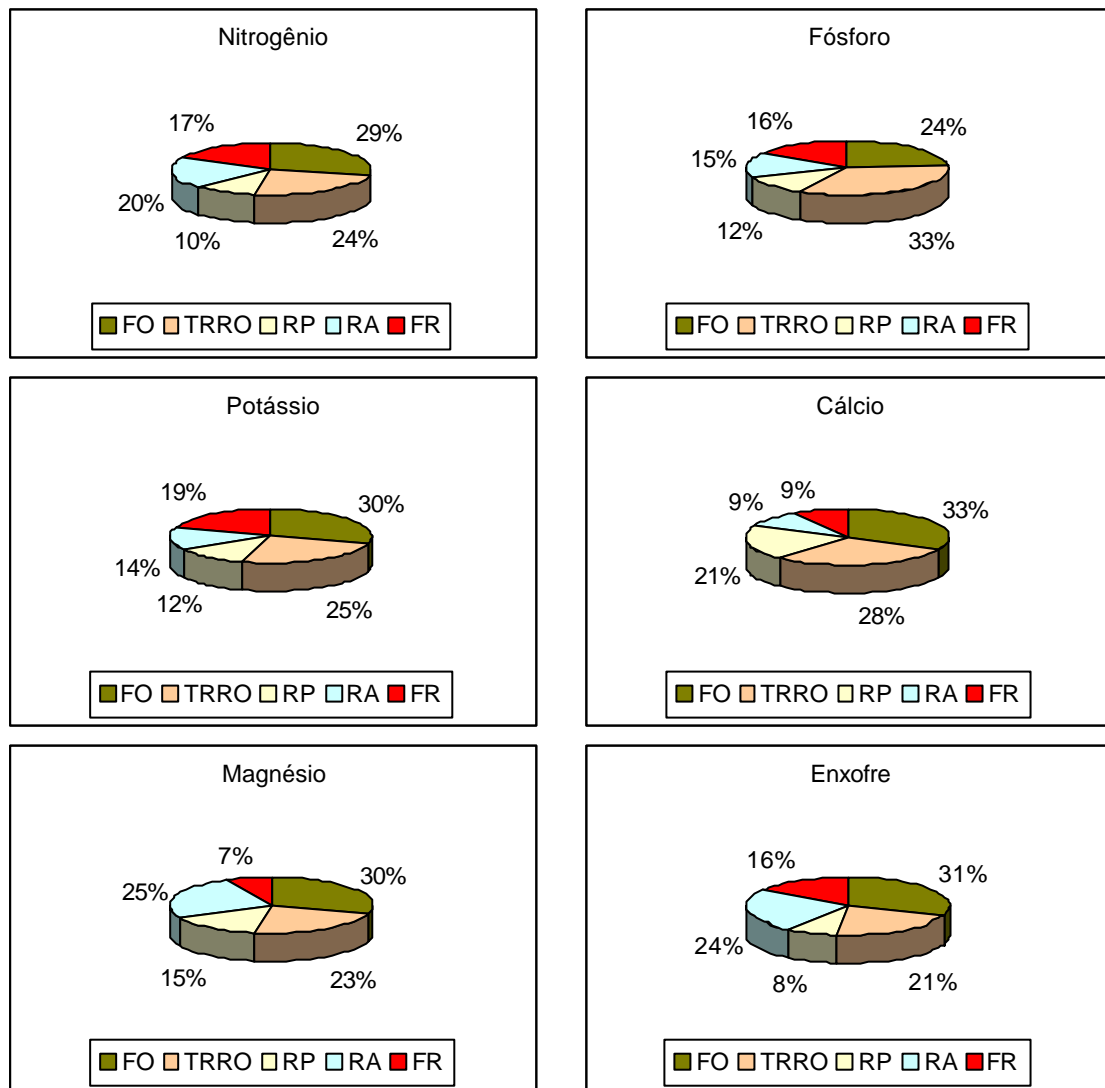 Nitrogênio
17%
29%
20%
10%
24%
FO TRRO RP RA FR
Fósforo
16%
24%
15%
12%
33%
FO TRRO RP RA FR
Potássio
19%
30%
14%
12%
25%
FO TRRO RP RA FR
Cálcio
9%
9%
33%
21%
28%
FO TRRO RP RA FR
Magnésio
7%
30%
25%
15%
23%
FO TRRO RP RA FR
Enxofre
16%
31%
24%
8%
21%
FO TRRO RP RA FR